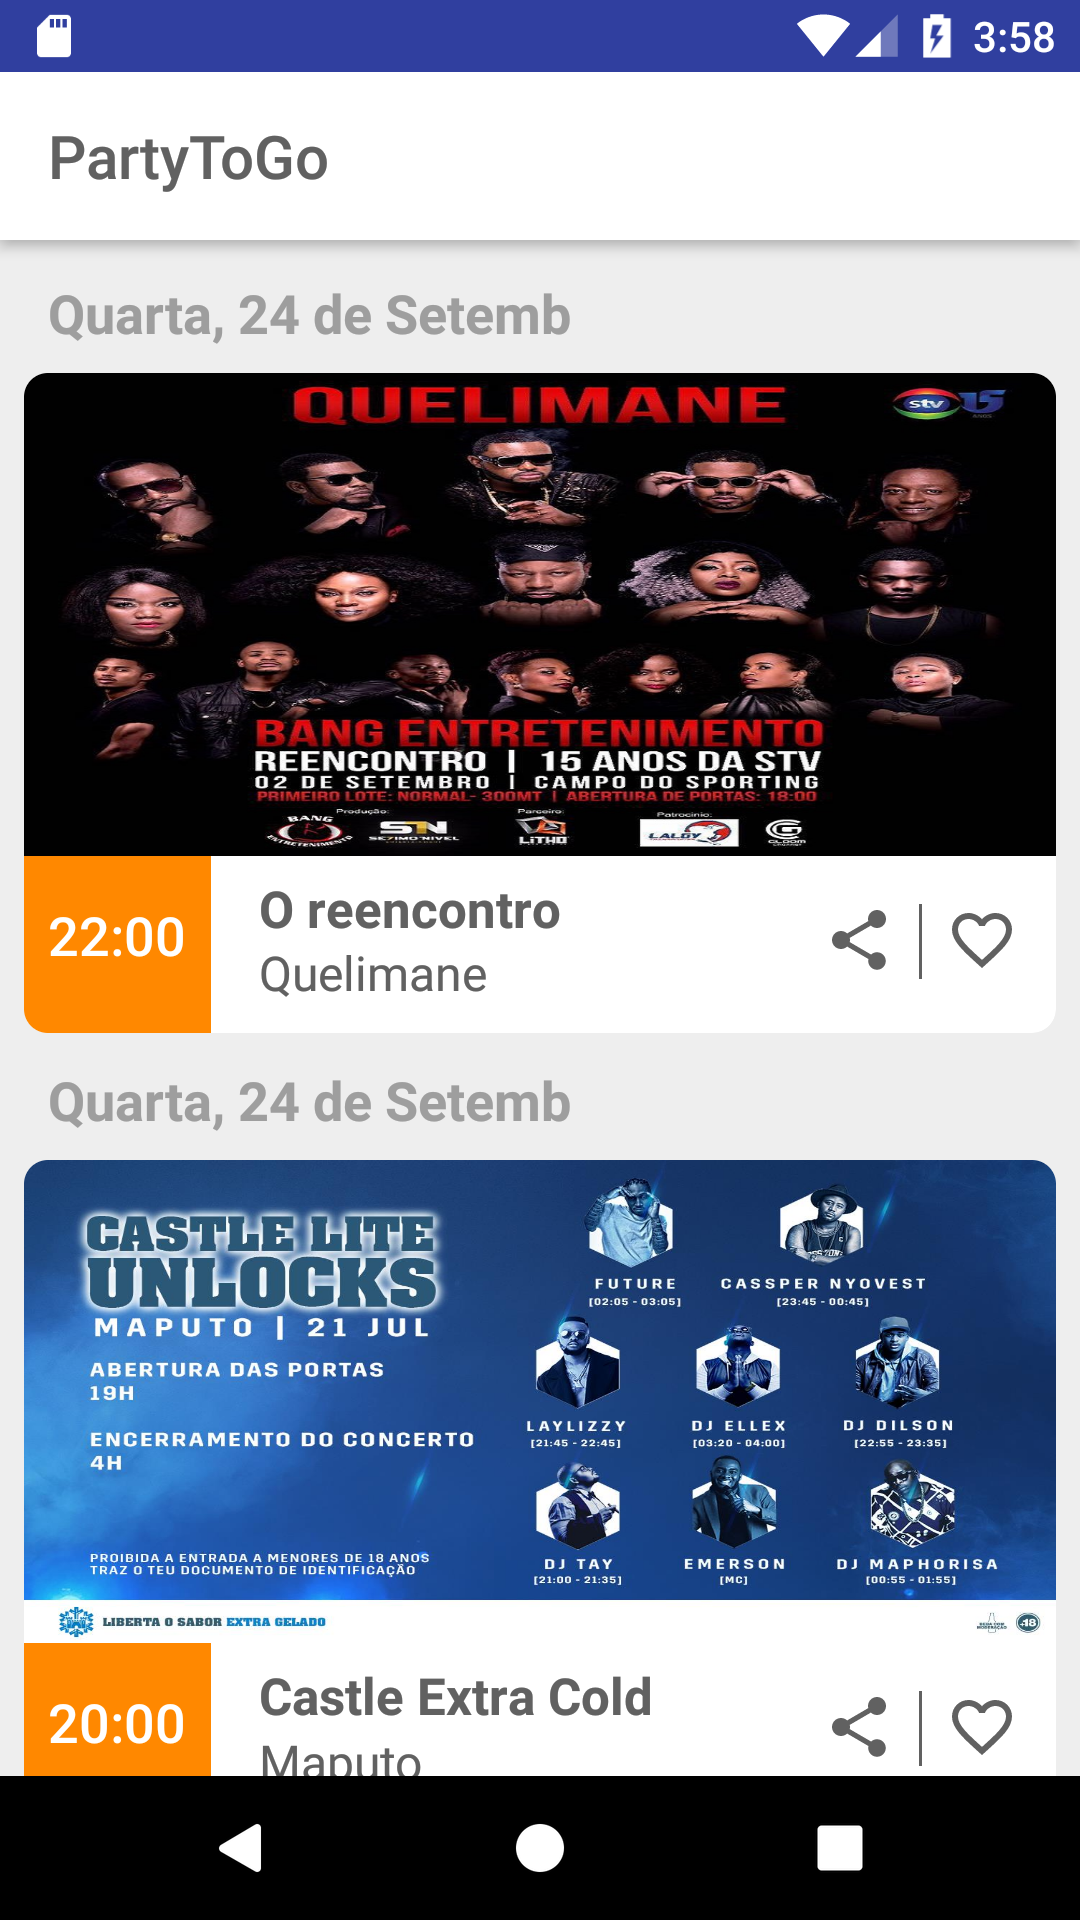 3:58
PartyToGo
Quarta, 24 de Setemb
QUELIMANE
stv 15
ANOS
BANG ENTRETENIMENTO
REENCONTRO | 15 ANOS DA STV
02 DE SETEMBRO | CAMPO DO SPORTING
PRIMEIRO LOTE: NORMAL- 300MT | ABERTURA DE PORTAS: 18:00
Produção:
Parceiro:
Patrocinio:
BANG
ENTRETENIMENTO
S7N
SE7IMO NIVEL
LiTHO
LALGY
G
GLOOM
22:00
O reencontro
Quelimane
Quarta, 24 de Setemb
CASTLE LITE
UNLOCKS
MAPUTO | 21 JUL
ABERTURA DAS PORTAS
19H
ENCERRAMENTO DO CONCERTO
4H
PROIBIDA A ENTRADA A MENORES DE 18 ANOS
TRAZ O TEU DOCUMENTO DE IDENTIFICAÇÃO
FUTURE
[02:05 - 03:05]
CASSPER NYOVEST
[23:45 - 00:45]
LAYLIZZY
[21:45 - 22:45]
DJ ELLEX
[03:20 - 04:00]
DJ DILSON
[22:55 - 23:35]
DJ TAY
[21:00 - 21:35]
EMERSON
[MC]
DJ MAPHORISA
[00:55 - 01:55]
LIBERTA O SABOR EXTRA GELADO
BEBA COM
MODERAÇÃO
18
20:00
Castle Extra Cold
Maputo